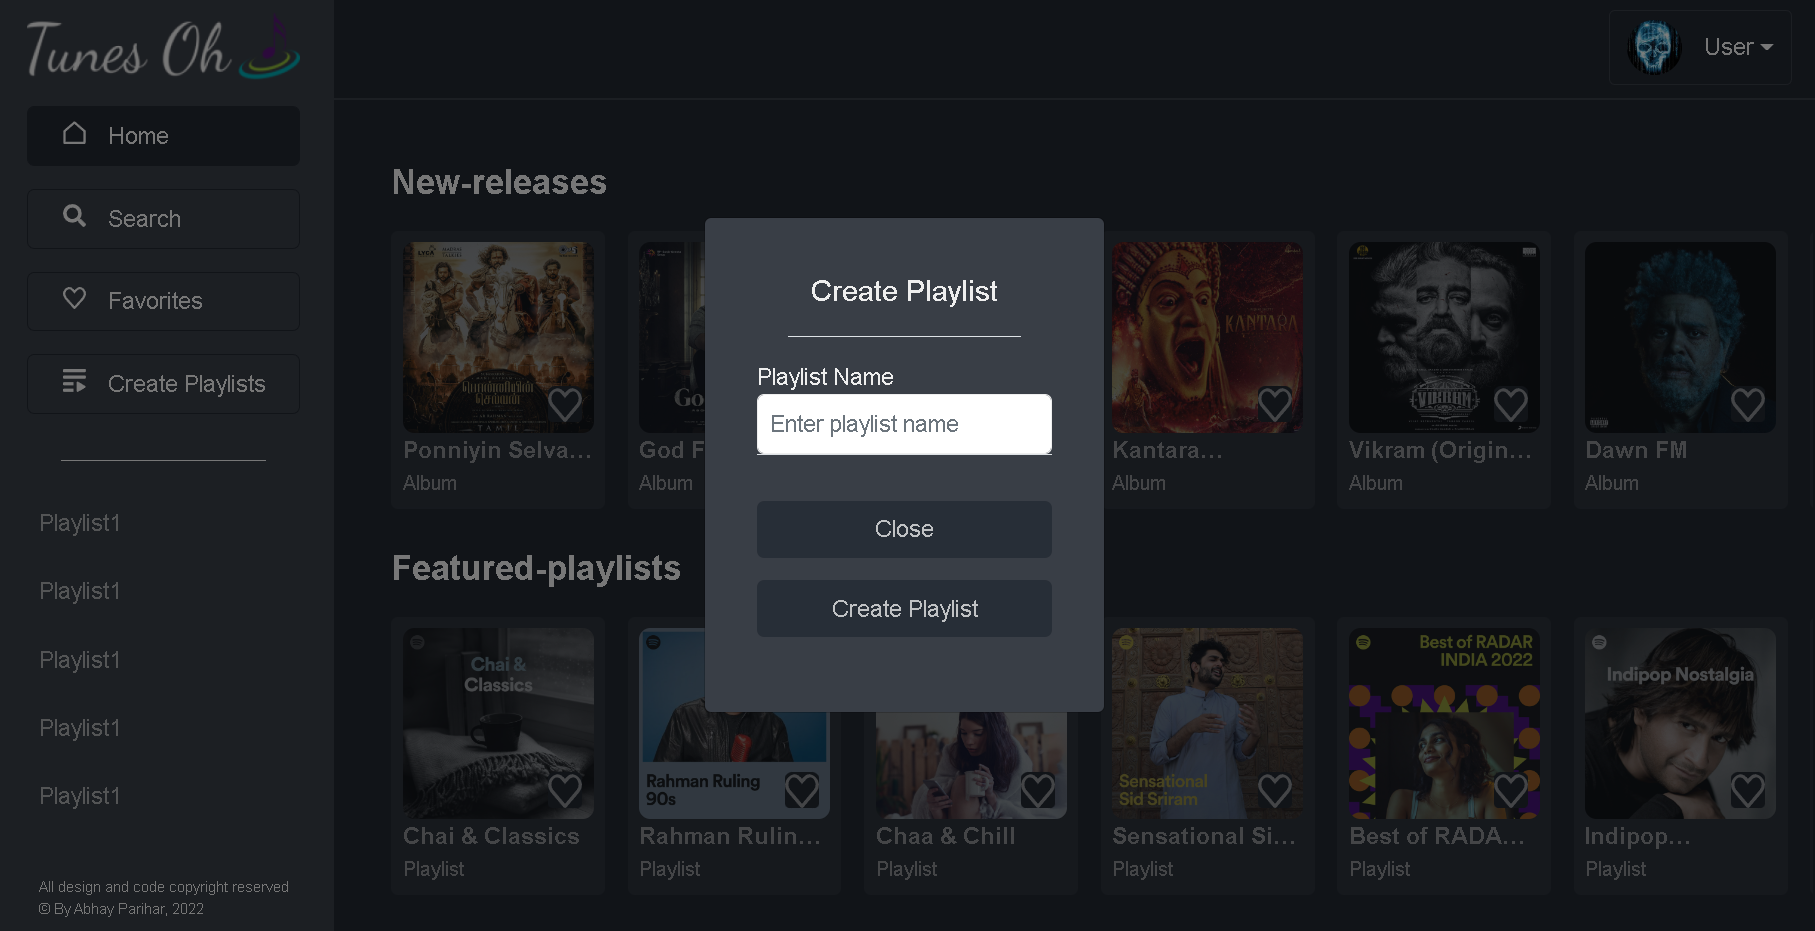 Tunes Oh
User
Home
Search
Favorites
Create Playlists
Playlist1
Playlist1
Playlist1
Playlist1
Playlist1
All design and code copyright reserved
© By Abhay Parihar, 2022
New-releases
LYCA
பொன்னியின்
செல்வன்
TAMIL
Ponniyin Selva...
Album
Go
God F
Album
KANTARA
Kantara...
Album
VIKRAM
Vikram (Origin...
Album
Dawn FM
Album
Create Playlist
Playlist Name
Enter playlist name
Close
Create Playlist
Featured-playlists
Chai &
Classics
Chai & Classics
Playlist
Rahman Ruling
90s
Rahman Rulin...
Playlist
Chaa & Chill
Playlist
Sensational
Sid Sriram
Sensational Si...
Playlist
Best of RADAR
INDIA 2022
Best of RADA...
Playlist
Indipop Nostalgia
Indipop...
Playlist